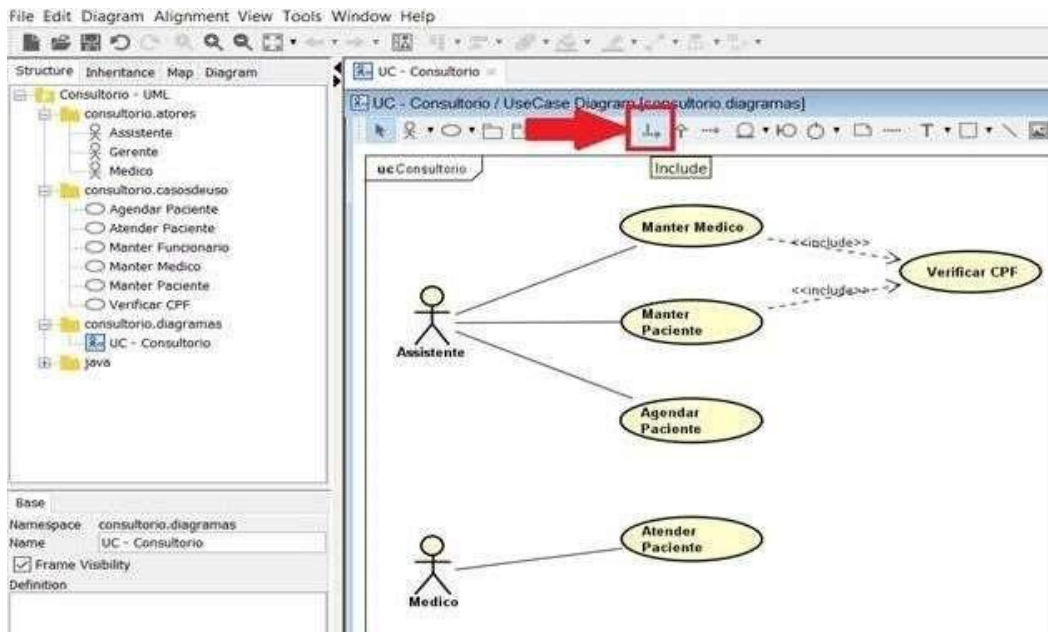 File Edit Diagram Alignment View Tools Window Help
Structure Inheritance Map Diagram
Consultorio - UML
consultorio.atores
Assistente
Gerente
Medico
consultorio.casosdeuso
Agendar Paciente
Atender Paciente
Manter Funcionario
Manter Medico
Manter Paciente
Verificar CPF
consultorio.diagramas
UC - Consultorio
java
Base
Namespace consultorio.diagramas
Name UC - Consultorio
Frame Visibility
Definition
UC - Consultorio
UC - Consultorio / UseCase Diagram [consultorio.diagramas]
T
uc Consultorio
Include
Manter Medico
<<include>>
Verificar CPF
<<include>>
Manter
Paciente
Assistente
Agendar
Paciente
Atender
Paciente
Medico